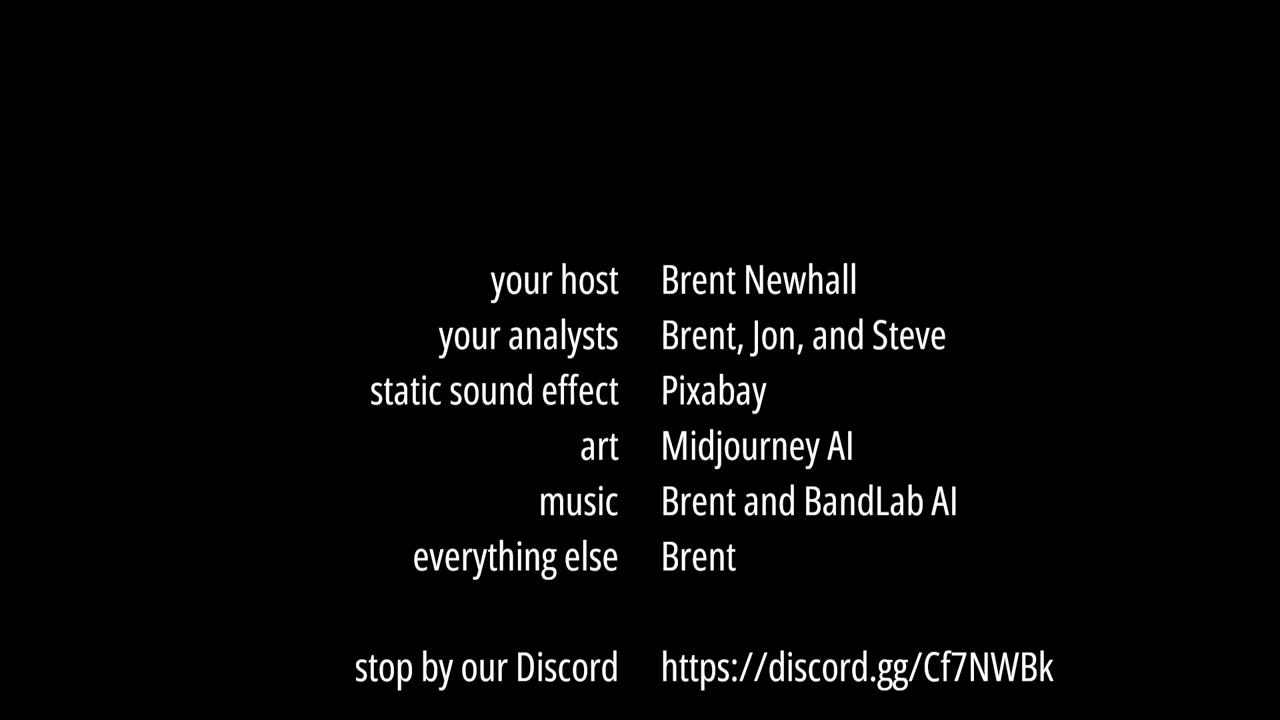 your host Brent Newhall
your analysts Brent, Jon, and Steve
static sound effect Pixabay
art Midjourney AI
music Brent and BandLab AI
everything else Brent
stop by our Discord https://discord.gg/Cf7NWBk